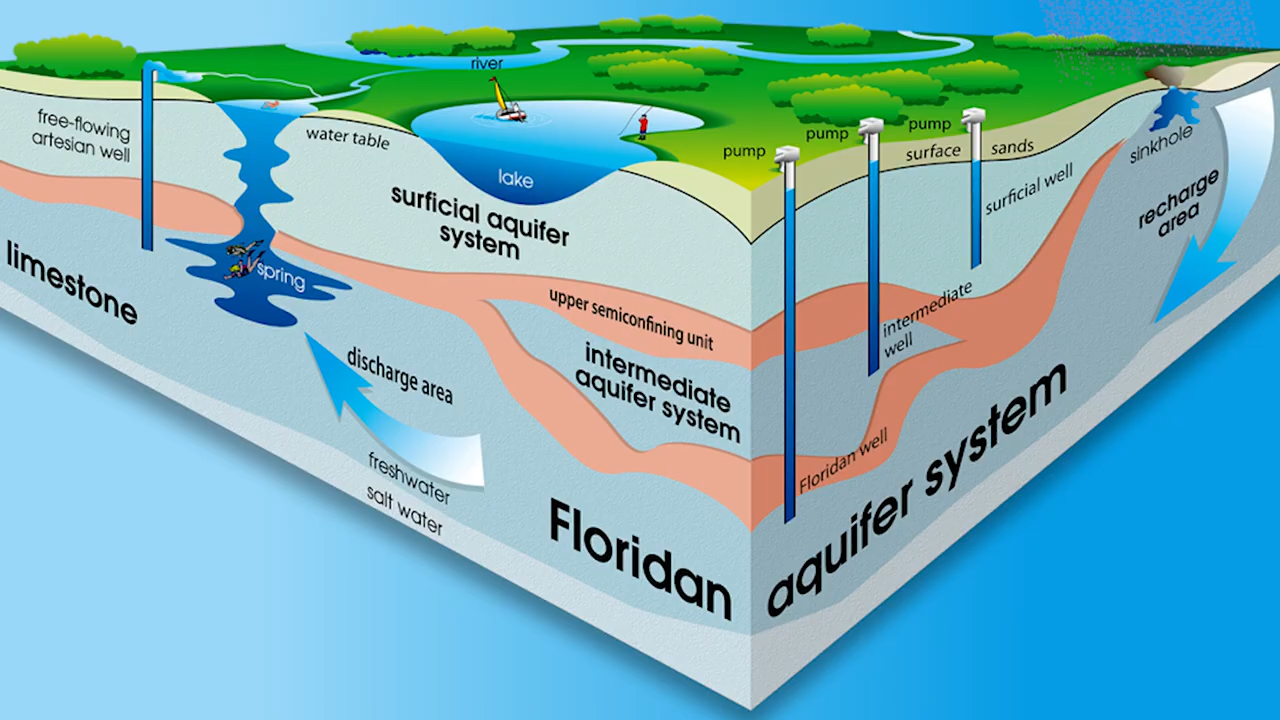 river
free-flowing
artesian well
water table
lake
surficial aquifer
system
pump
pump
pump
surface sands
surficial well
sinkhole
recharge
area
limestone
spring
upper semiconfining unit
intermediate
well
discharge area
intermediate
aquifer system
freshwater
salt water
Floridan well
Floridan
aquifer system